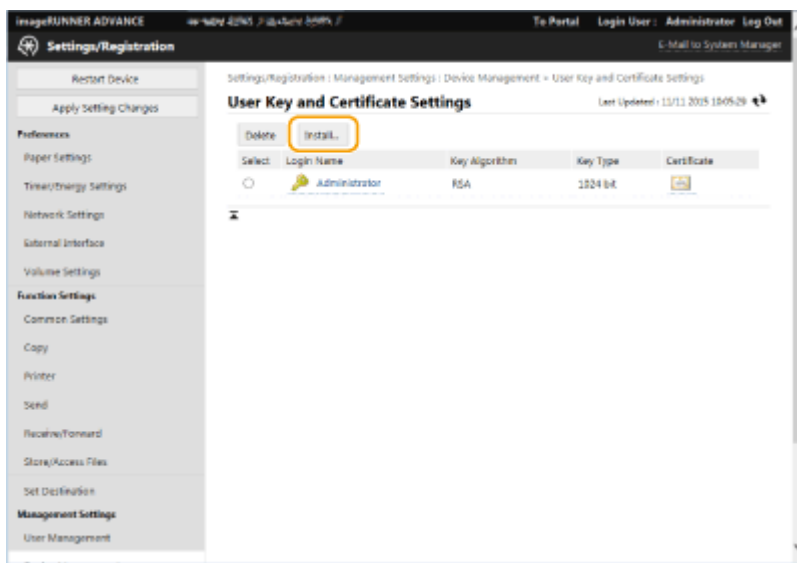 imageRUNNER ADVANCE
To Portal Login User : Administrator Log Out
Settings/Registration
E-Mail to System Manager
Restart Device
Apply Setting Changes
Preferences
Paper Settings
Timer/Energy Settings
Network Settings
External Interface
Volume Settings
Function Settings
Common Settings
Copy
Printer
Send
Receive/Forward
Store/Access Files
Set Destination
Management Settings
User Management
Settings/Registration : Management Settings : Device Management > User Key and Certificate Settings
User Key and Certificate Settings
Last Updated : 11/11 2015 10:05:29
Delete
Install...
Select Login Name Key Algorithm Key Type Certificate
Administrator RSA 1024 bit